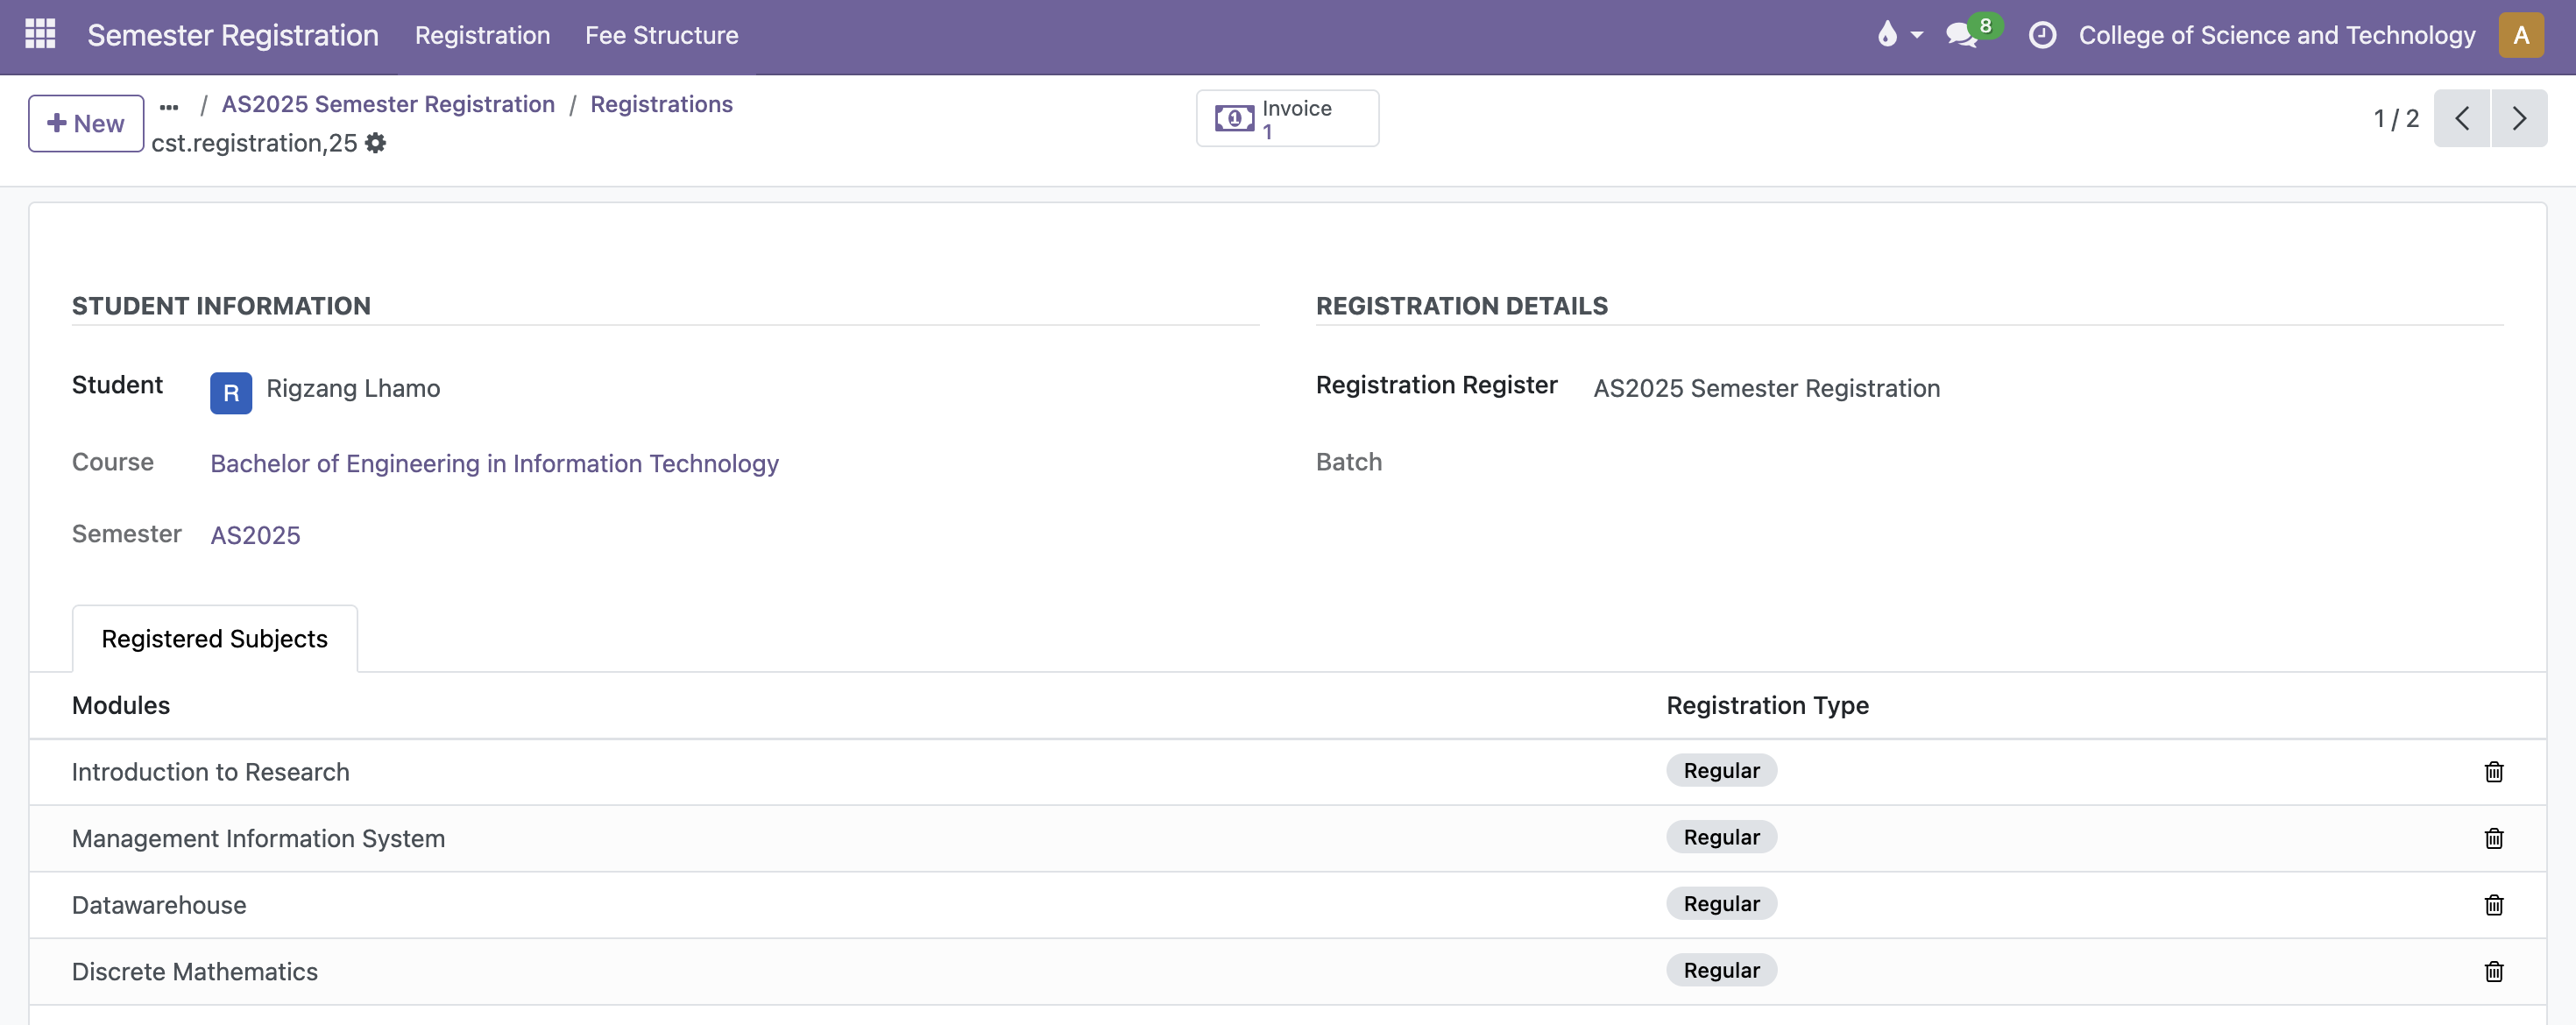 Semester Registration Registration Fee Structure 8 College of Science and Technology A
New ... / AS2025 Semester Registration / Registrations
cst.registration,25
Invoice
1
1 / 2
STUDENT INFORMATION
Student R Rigzang Lhamo
Course Bachelor of Engineering in Information Technology
Semester AS2025
REGISTRATION DETAILS
Registration Register AS2025 Semester Registration
Batch
Registered Subjects
Modules Registration Type
Introduction to Research Regular
Management Information System Regular
Datawarehouse Regular
Discrete Mathematics Regular